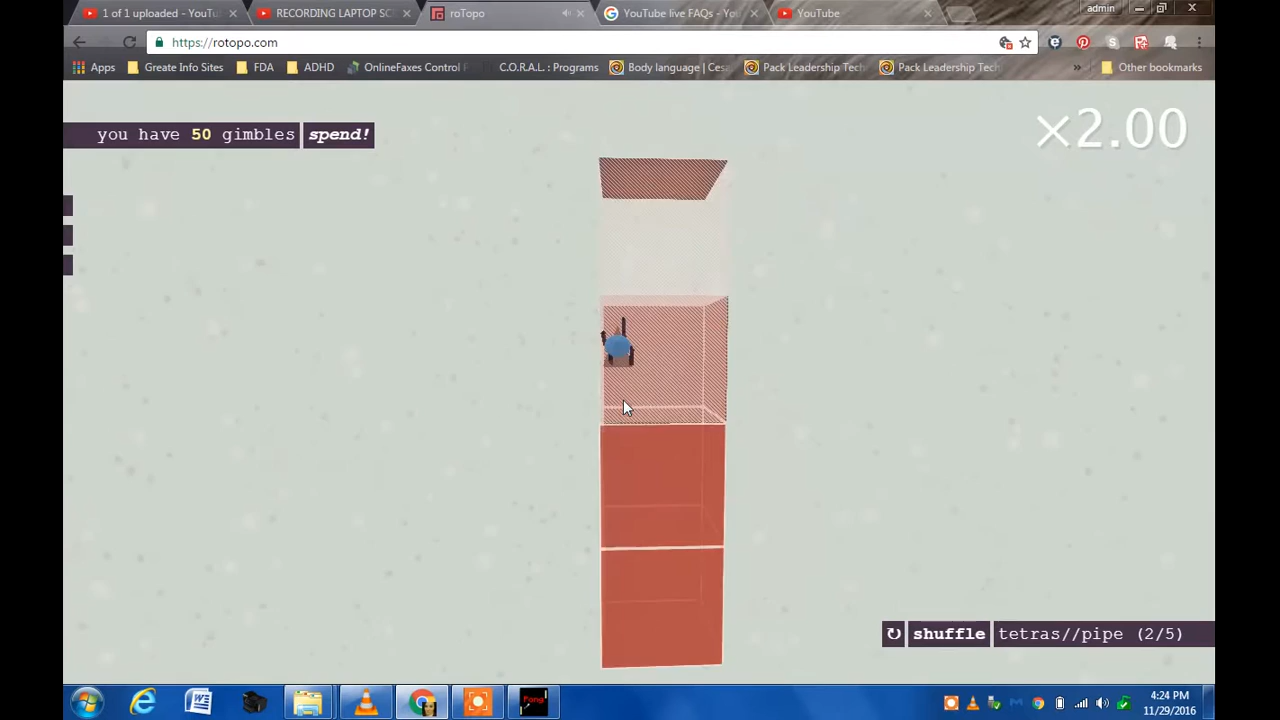 1 of 1 uploaded - YouTu
RECORDING LAPTOP SC
roTopo
YouTube live FAQs - Yo
YouTube
admin
https://rotopo.com
Apps
Greate Info Sites
FDA
ADHD
OnlineFaxes Control P
C.O.R.A.L. : Programs
Body language | Cesa
Pack Leadership Tech
Pack Leadership Tech
»
Other bookmarks
you have 50 gimbles
spend!
×2.00
↻ shuffle tetras//pipe (2/5)
Pong
4:24 PM
11/29/2016